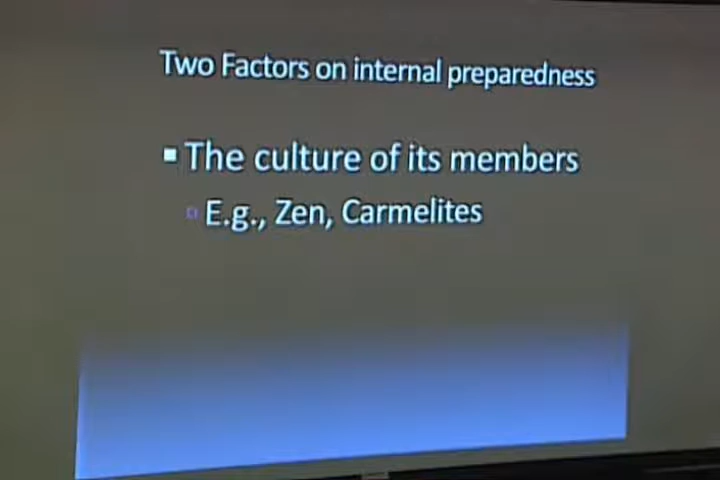 Two Factors on internal preparedness
▪ The culture of its members
▫ E.g., Zen, Carmelites